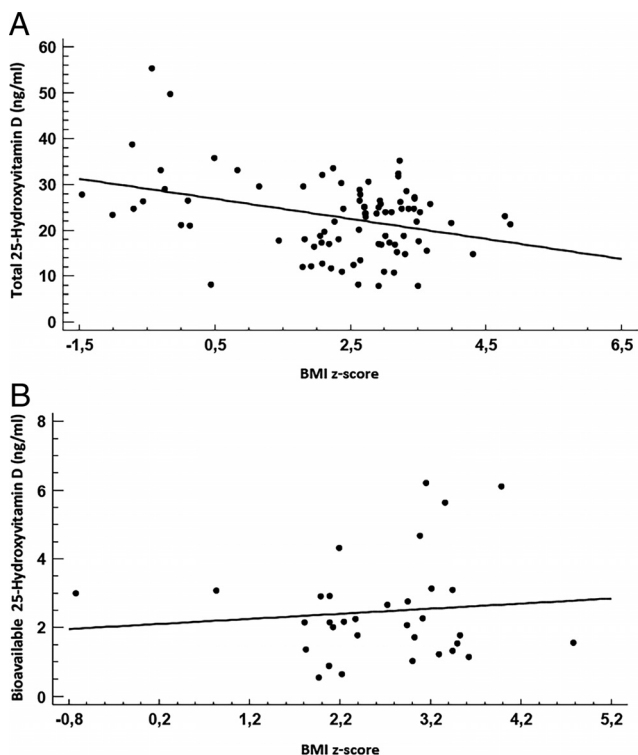 A
Total 25-Hydroxyvitamin D (ng/ml)
60
50
40
30
20
10
0
-1,5 0,5 2,5 4,5 6,5
BMI z-score
B
Bioavailable 25-Hydroxyvitamin D (ng/ml)
8
6
4
2
0
-0,8 0,2 1,2 2,2 3,2 4,2 5,2
BMI z-score